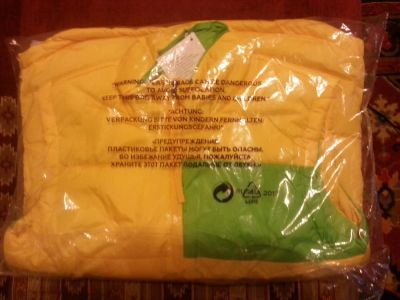 "WARNING: PLASTIC BAGS CAN BE DANGEROUS.
TO AVOID SUFFOCATION,
KEEP THIS BAG AWAY FROM BABIES AND CHILDREN"
"ACHTUNG:
VERPACKUNG BITTE VON KINDERN FERNHALTEN.
ERSTICKUNGSGEFAHR!"
"ПРЕДУПРЕЖДЕНИЕ:
ПЛАСТИКОВЫЕ ПАКЕТЫ МОГУТ БЫТЬ ОПАСНЫ.
ВО ИЗБЕЖАНИЕ УДУШЬЯ, ПОЖАЛУЙСТА,
ХРАНИТЕ ЭТОТ ПАКЕТ ПОДАЛЬШЕ ОТ